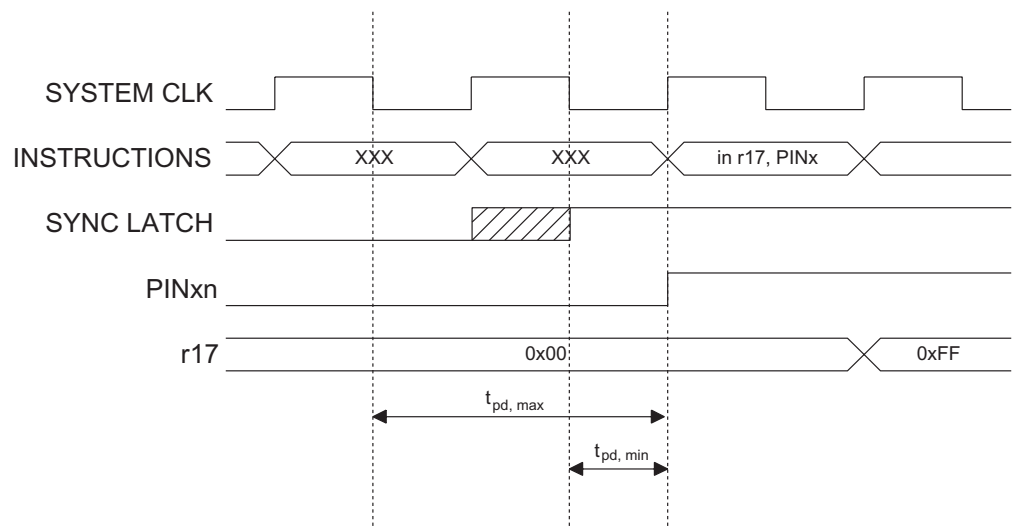 SYSTEM CLK
INSTRUCTIONS XXX XXX in r17, PINx
SYNC LATCH
PINxn
r17 0x00 0xFF
tpd, max
tpd, min